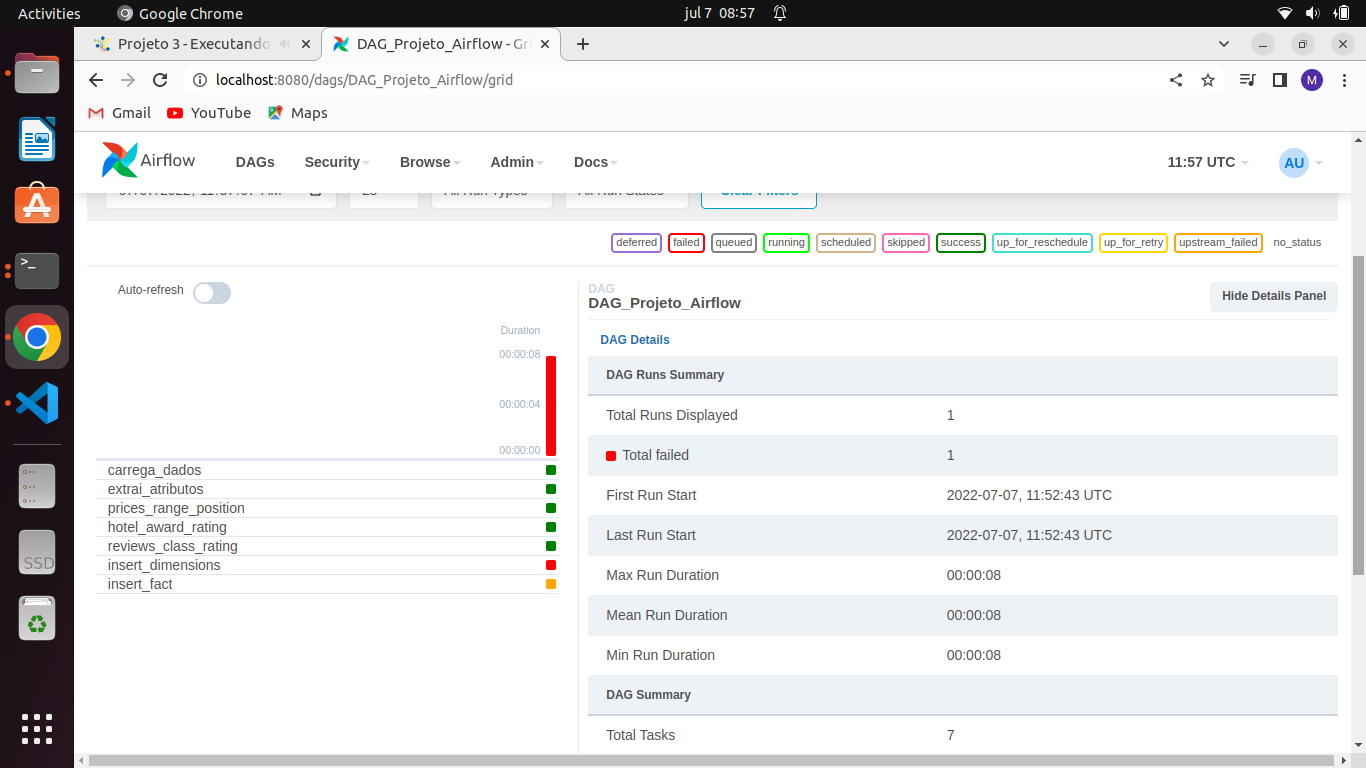 Activities Google Chrome jul 7 08:57
Projeto 3 - Executando DAG_Projeto_Airflow - Gri
localhost:8080/dags/DAG_Projeto_Airflow/grid M
Gmail YouTube Maps
Airflow DAGs Security Browse Admin Docs 11:57 UTC AU
deferred failed queued running scheduled skipped success up_for_reschedule up_for_retry upstream_failed no_status
Auto-refresh
Duration
00:00:08
00:00:04
00:00:00
carrega_dados
extrai_atributos
prices_range_position
hotel_award_rating
reviews_class_rating
insert_dimensions
insert_fact
DAG
DAG_Projeto_Airflow
Hide Details Panel
DAG Details
DAG Runs Summary
Total Runs Displayed 1
Total failed 1
First Run Start 2022-07-07, 11:52:43 UTC
Last Run Start 2022-07-07, 11:52:43 UTC
Max Run Duration 00:00:08
Mean Run Duration 00:00:08
Min Run Duration 00:00:08
DAG Summary
Total Tasks 7
SSD